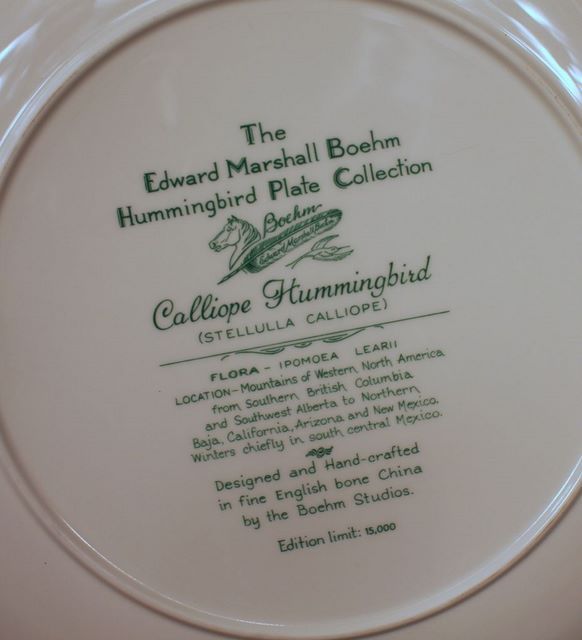 The
Edward Marshall Boehm
Hummingbird Plate Collection
Boehm
Edward Marshall Boehm
Calliope Hummingbird
(STELLULLA CALLIOPE)
FLORA - IPOMOEA LEARII
LOCATION-Mountains of Western North America
from Southern British Columbia
and Southwest Alberta to Northern
Baja, California, Arizona and New Mexico.
Winters chiefly in south central Mexico.
Designed and Hand-crafted
in fine English bone China
by the Boehm Studios.
Edition limit: 15,000